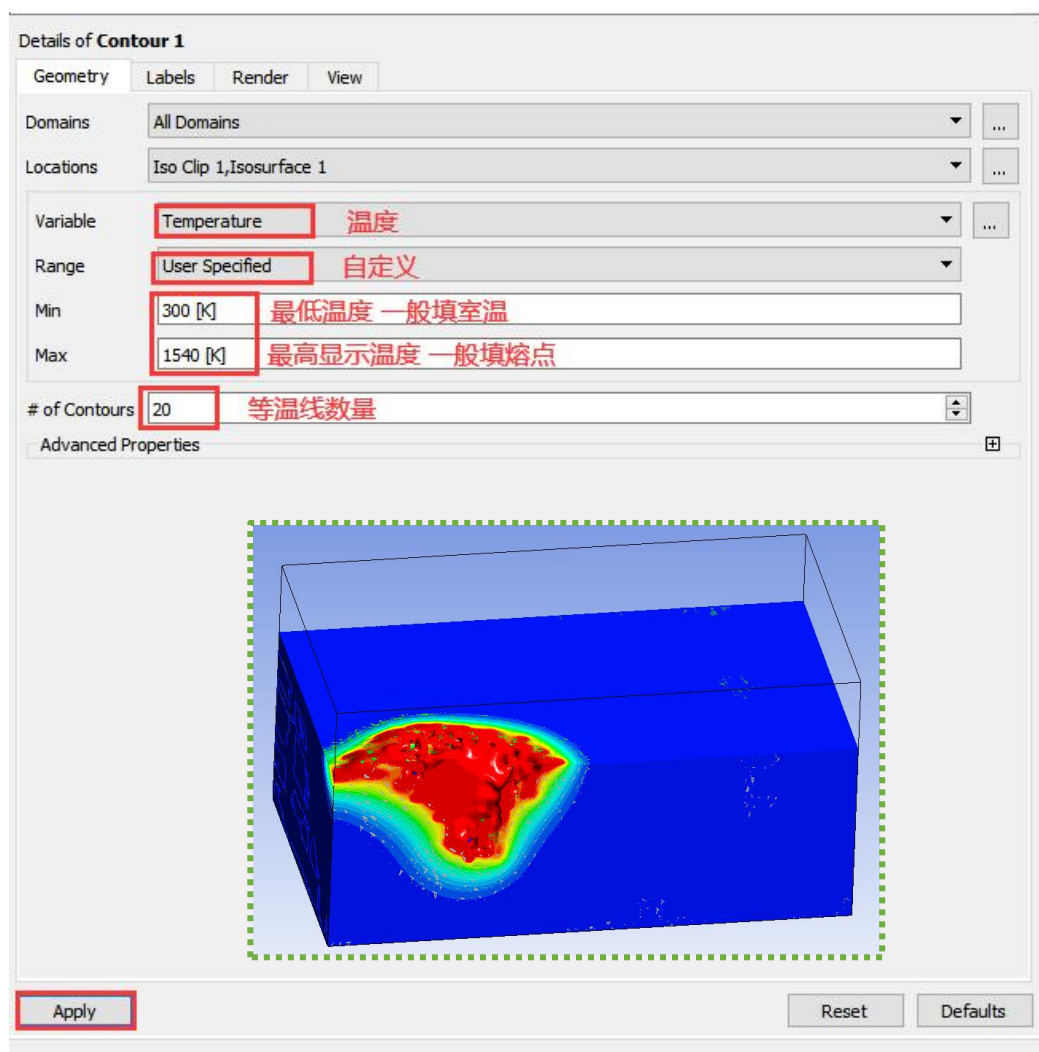 Details of Contour 1
Geometry Labels Render View
Domains All Domains ...
Locations Iso Clip 1,Isosurface 1 ...
Variable Temperature 温度 ...
Range User Specified 自定义
Min 300 [K] 最低温度 一般填室温
Max 1540 [K] 最高显示温度 一般填熔点
# of Contours 20 等温线数量
Advanced Properties
Apply Reset Defaults